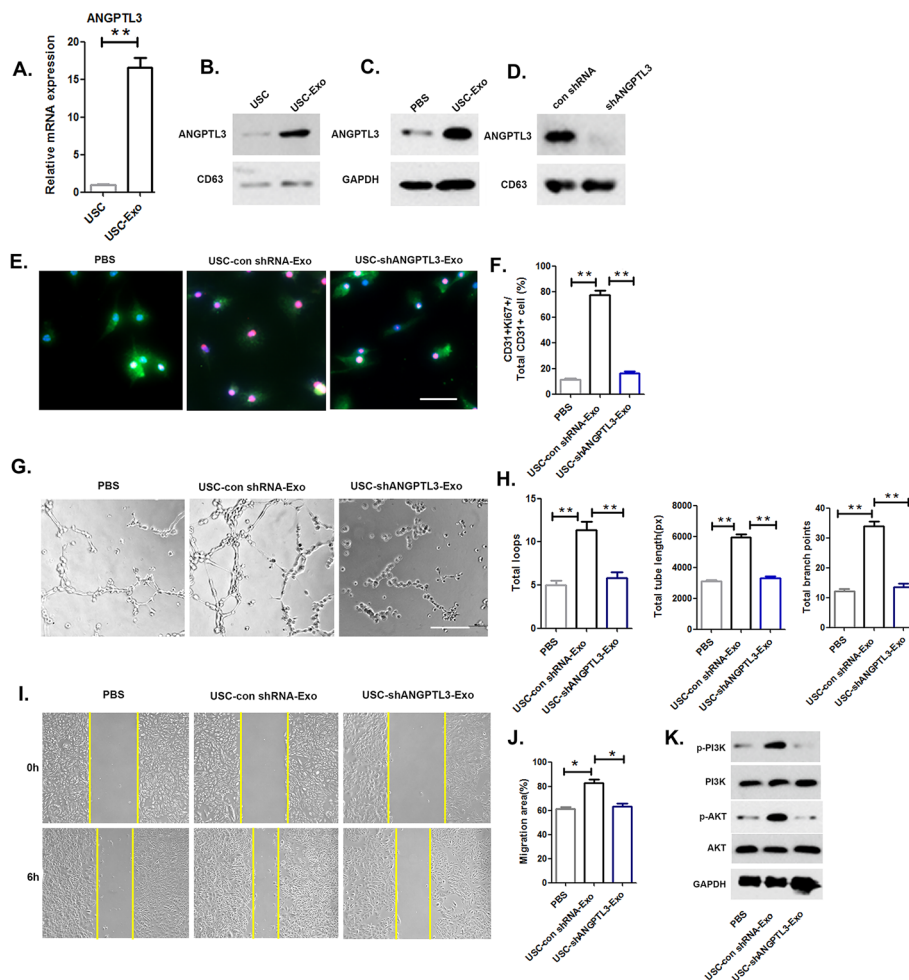 A.
ANGPTL3
**
Relative mRNA expression
20
15
10
5
0
USC
USC-Exo
B.
USC
USC-Exo
ANGPTL3
CD63
C.
PBS
USC-Exo
ANGPTL3
GAPDH
D.
con shRNA
shANGPTL3
ANGPTL3
CD63
E.
PBS
USC-con shRNA-Exo
USC-shANGPTL3-Exo
F.
CD31+Ki67+/
Total CD31+ cell (%)
100
80
60
40
20
0
** **
PBS
USC-con shRNA-Exo
USC-shANGPTL3-Exo
G.
PBS
USC-con shRNA-Exo
USC-shANGPTL3-Exo
H.
Total loops
15
10
5
0
** **
PBS
USC-con shRNA-Exo
USC-shANGPTL3-Exo
Total tube length(px)
8000
6000
4000
2000
0
** **
PBS
USC-con shRNA-Exo
USC-shANGPTL3-Exo
Total branch points
40
30
20
10
0
** **
PBS
USC-con shRNA-Exo
USC-shANGPTL3-Exo
I.
PBS
USC-con shRNA-Exo
USC-shANGPTL3-Exo
0h
6h
J.
Migration area(%)
100
80
60
40
20
0
* *
PBS
USC-con shRNA-Exo
USC-shANGPTL3-Exo
K.
p-PI3K
PI3K
p-AKT
AKT
GAPDH
PBS
USC-con shRNA-Exo
USC-shANGPTL3-Exo